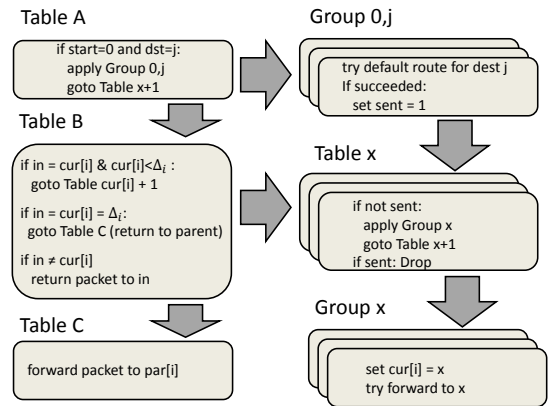 Table A
if start=0 and dst=j:
apply Group 0,j
goto Table x+1
Table B
if in = cur[i] & cur[i]<Δᵢ :
goto Table cur[i] + 1
if in = cur[i] = Δᵢ:
goto Table C (return to parent)
if in ≠ cur[i]
return packet to in
Table C
forward packet to par[i]
Group 0,j
try default route for dest j
If succeeded:
set sent = 1
Table x
if not sent:
apply Group x
goto Table x+1
if sent: Drop
Group x
set cur[i] = x
try forward to x